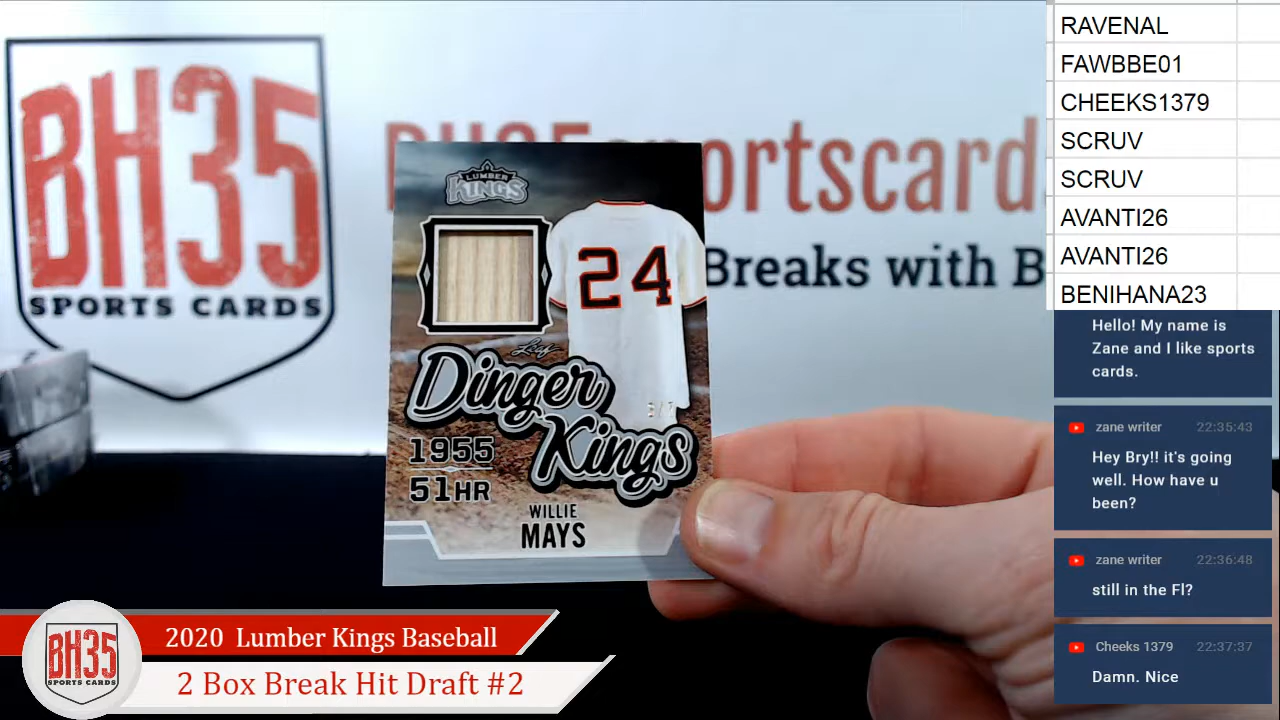 BH35
SPORTS CARDS
BH35 sportscard
Breaks with B
LUMBER
KINGS
24
Leaf
Dinger
Kings
1955
51HR
WILLIE
MAYS
RAVENAL
FAWBBE01
CHEEKS1379
SCRUV
SCRUV
AVANTI26
AVANTI26
BENIHANA23
Hello! My name is
Zane and I like sports
cards.
zane writer 22:35:43
Hey Bry!! it's going
well. How have u
been?
zane writer 22:36:48
still in the Fl?
Cheeks 1379 22:37:37
Damn. Nice
BH35
SPORTS CARDS
2020 Lumber Kings Baseball
2 Box Break Hit Draft #2